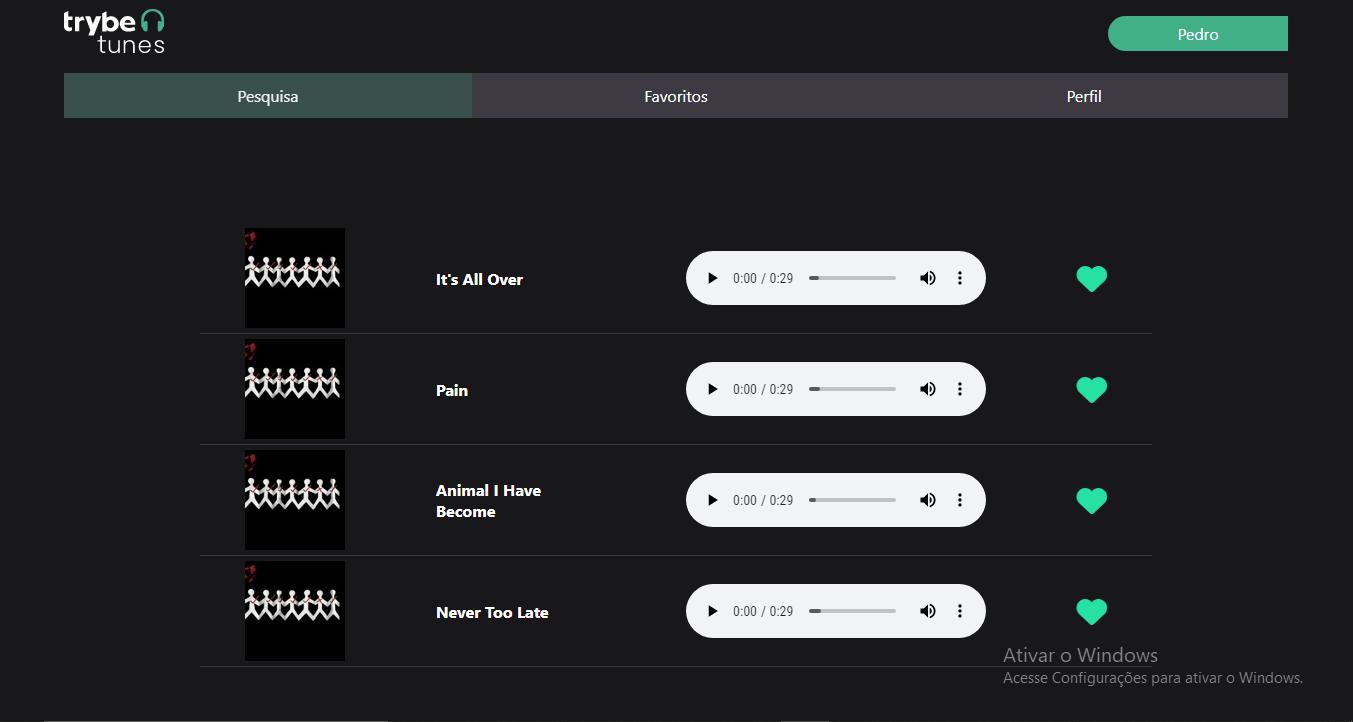 trybe
tunes
Pedro
Pesquisa
Favoritos
Perfil
It's All Over
0:00 / 0:29
Pain
0:00 / 0:29
Animal I Have
Become
0:00 / 0:29
Never Too Late
0:00 / 0:29
Ativar o Windows
Acesse Configurações para ativar o Windows.